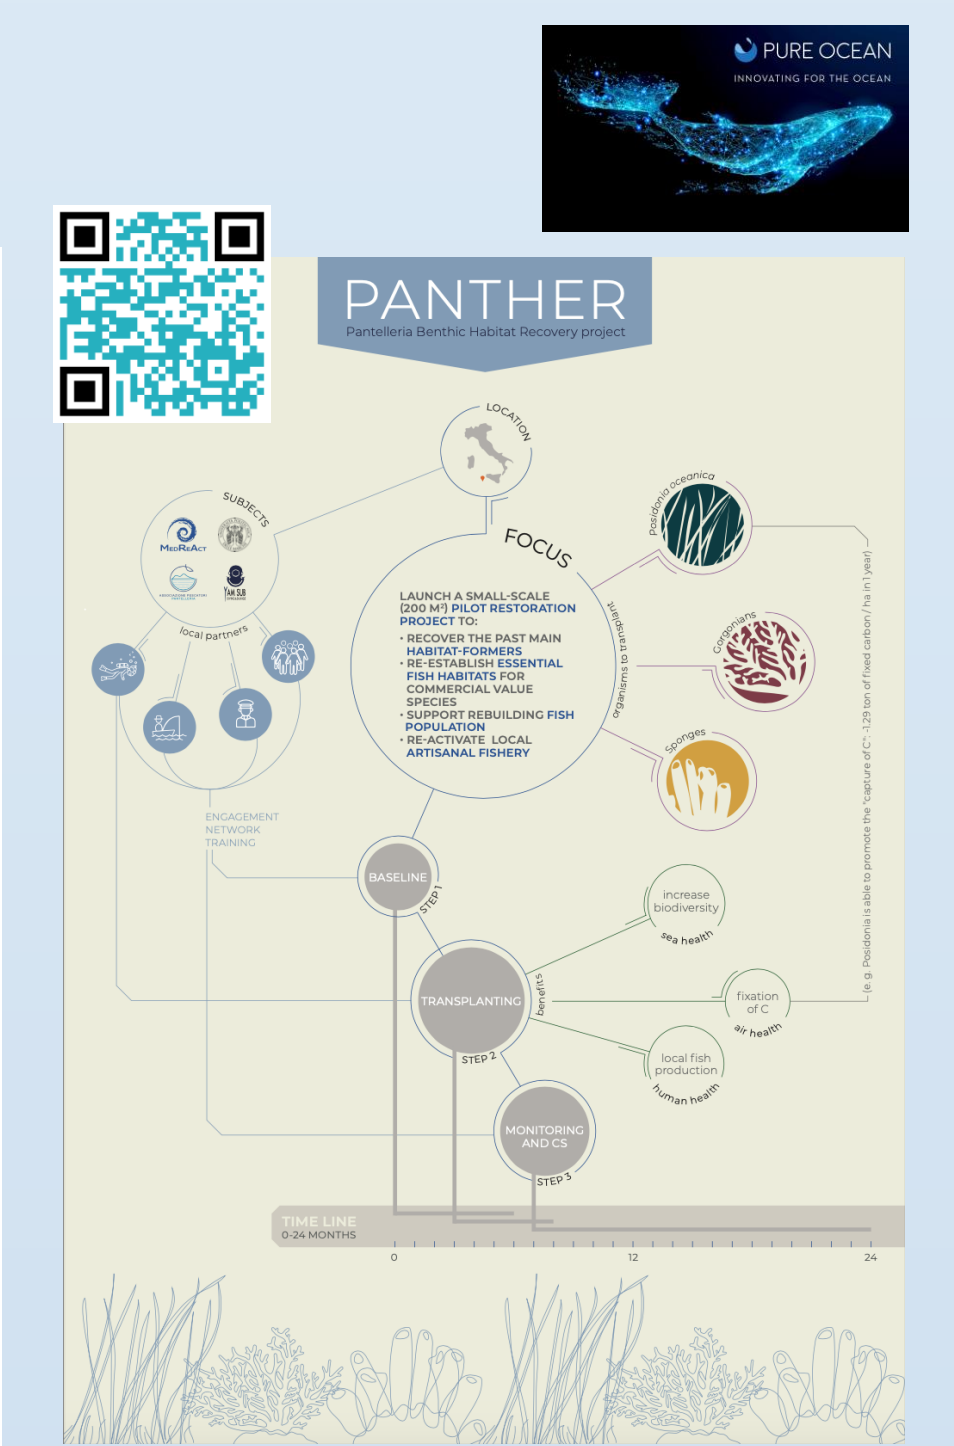 PURE OCEAN
INNOVATING FOR THE OCEAN
PANTHER
Pantelleria Benthic Habitat Recovery project
LOCATION
SUBJECTS
MEDREACT
YAM SUB
local partners
ENGAGEMENT
NETWORK
TRAINING
FOCUS
LAUNCH A SMALL-SCALE
(200 M²) PILOT RESTORATION
PROJECT TO:
• RECOVER THE PAST MAIN
HABITAT-FORMERS
• RE-ESTABLISH ESSENTIAL
FISH HABITATS FOR
COMMERCIAL VALUE
SPECIES
• SUPPORT REBUILDING FISH
POPULATION
• RE-ACTIVATE LOCAL
ARTISANAL FISHERY
organisms to transplant
Posidonia oceanica
Gorgonians
Sponges
(e. g. Posidonia is able to promote the "capture of C": -1,29 ton of fixed carbon / ha in 1 year)
BASELINE
STEP 1
TRANSPLANTING
STEP 2
benefits
increase
biodiversity
sea health
fixation
of C
air health
local fish
production
human health
MONITORING
AND CS
STEP 3
TIME LINE
0-24 MONTHS
0
12
24